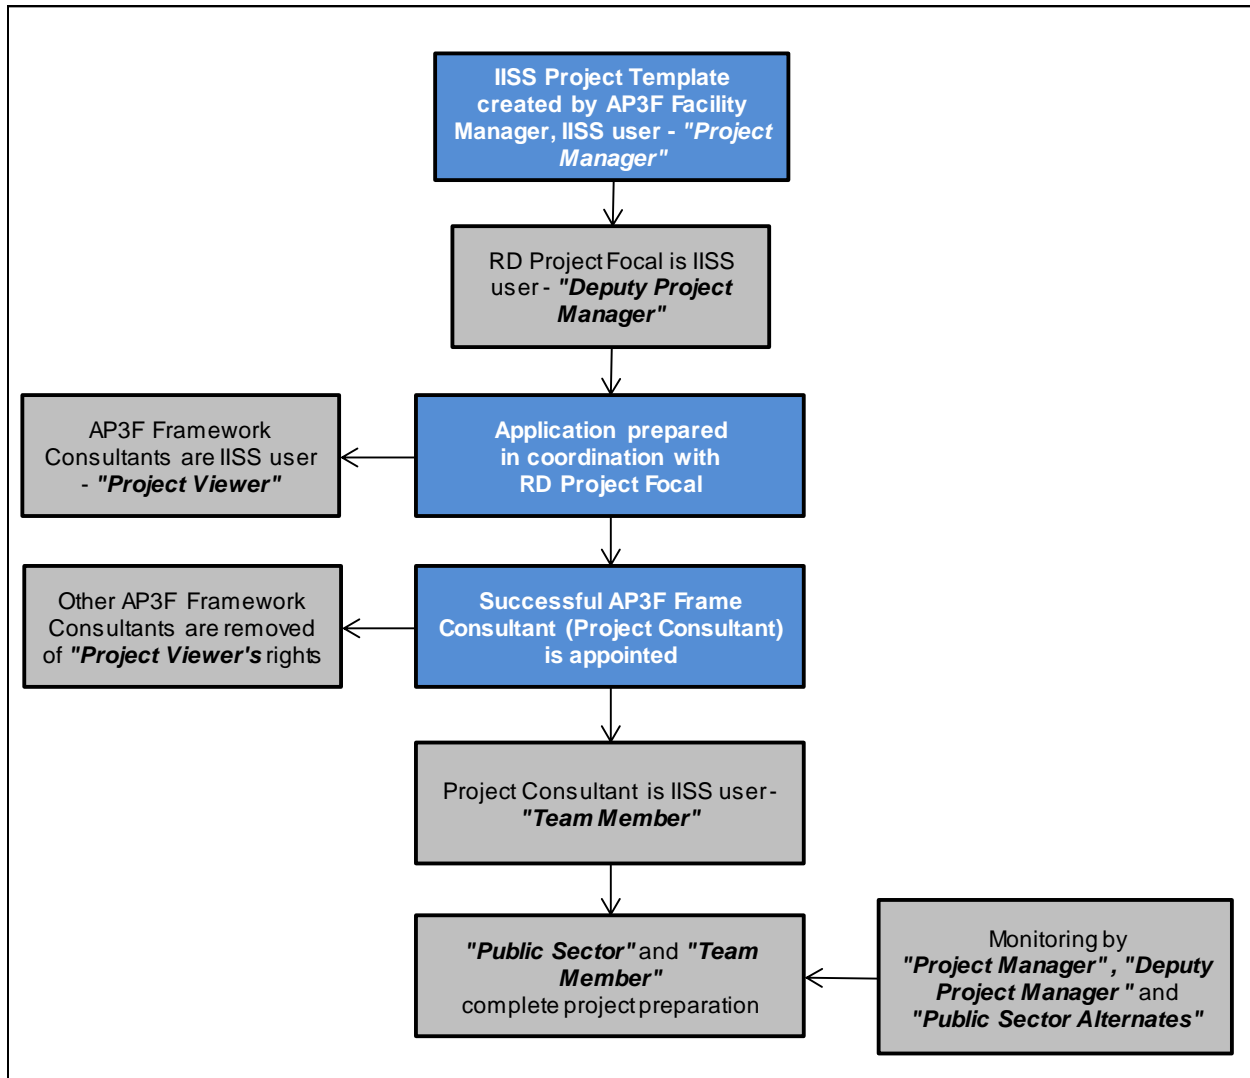 IISS Project Template
created by AP3F Facility
Manager, IISS user - "Project
Manager"
RD Project Focal is IISS
user - "Deputy Project
Manager"
AP3F Framework
Consultants are IISS user
- "Project Viewer"
Application prepared
in coordination with
RD Project Focal
Other AP3F Framework
Consultants are removed
of "Project Viewer's rights
Successful AP3F Frame
Consultant (Project Consultant)
is appointed
Project Consultant is IISS user -
"Team Member"
"Public Sector" and "Team
Member"
complete project preparation
Monitoring by
"Project Manager" , "Deputy
Project Manager " and
"Public Sector Alternates"